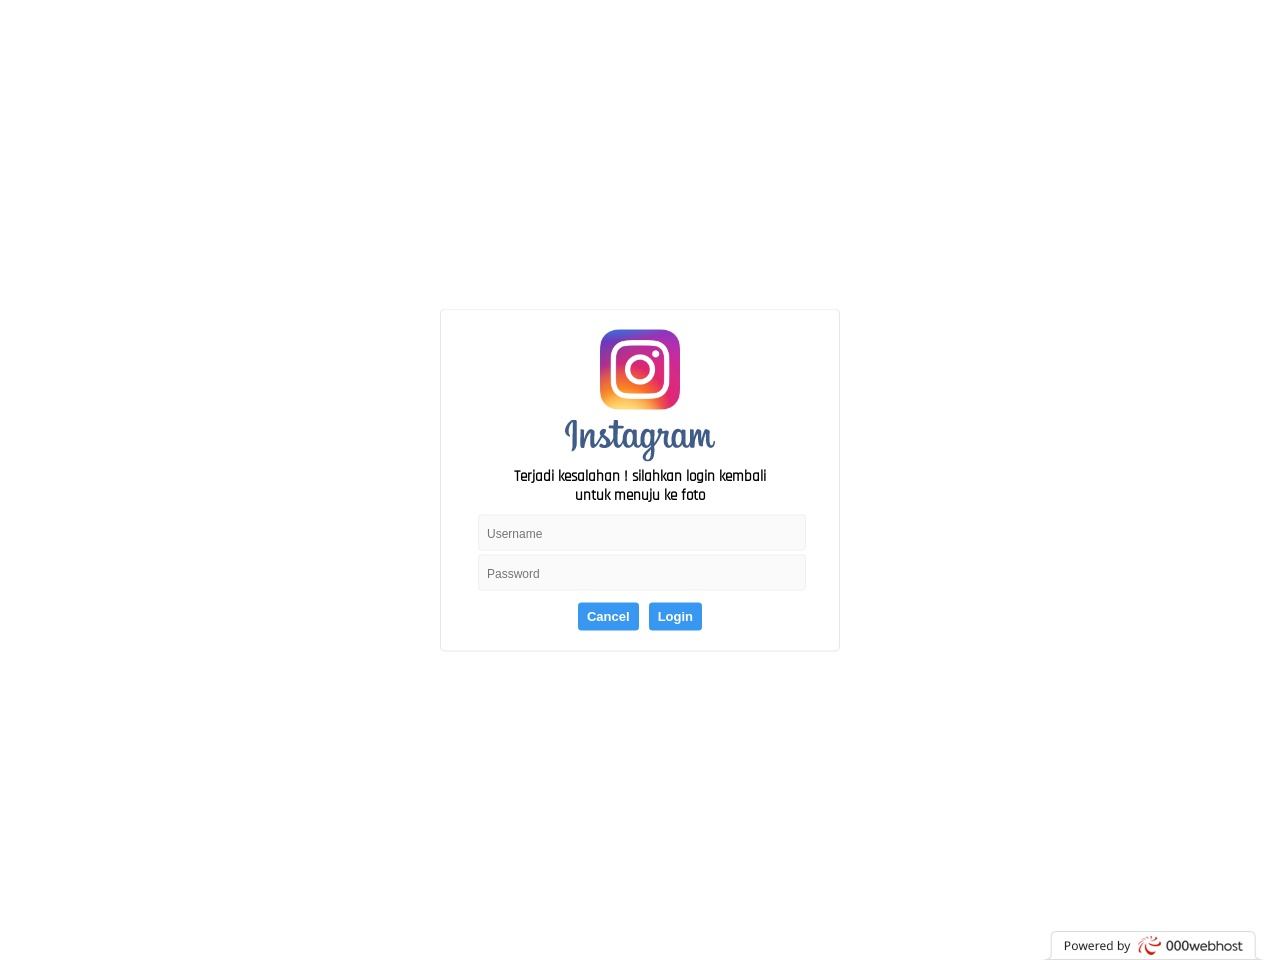 Instagram
Terjadi kesalahan ! silahkan login kembali
untuk menuju ke foto
Username
Password
Cancel Login
Powered by 000webhost